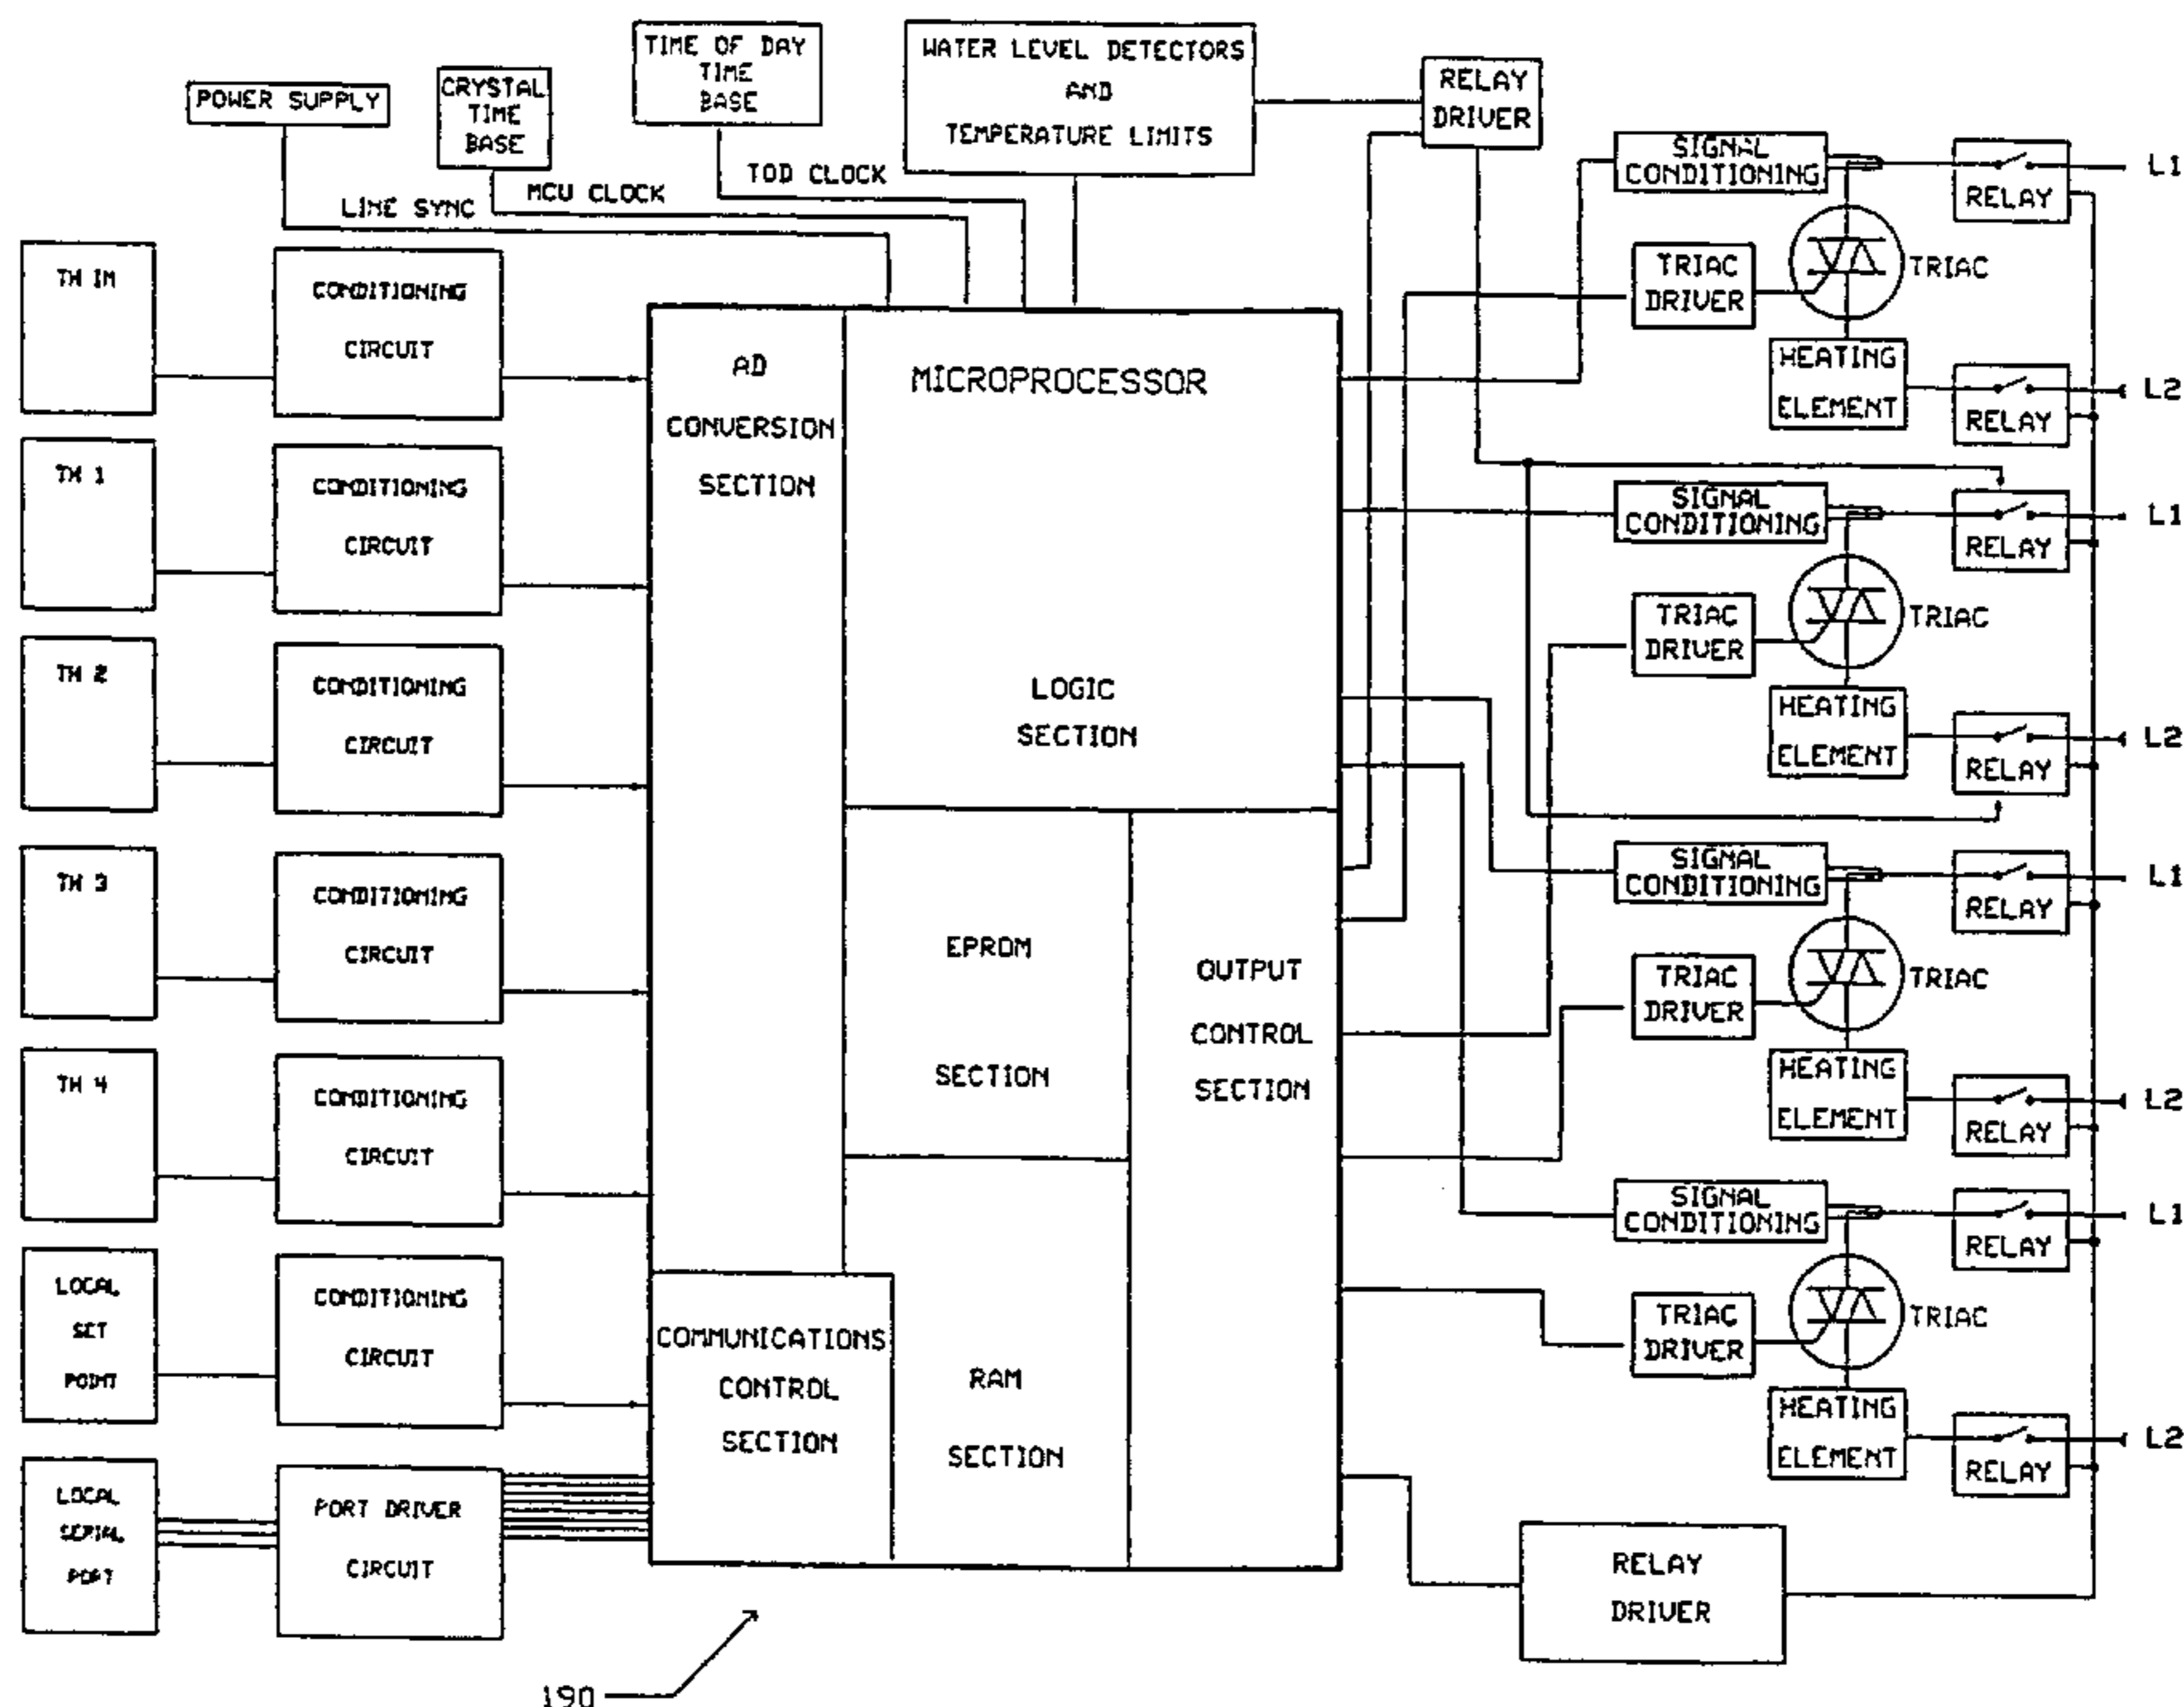 POWER SUPPLY
CRYSTAL
TIME
BASE
TIME OF DAY
TIME
BASE
WATER LEVEL DETECTORS
AND
TEMPERATURE LIMITS
RELAY
DRIVER
LINE SYNC
MCU CLOCK
TOD CLOCK
TH IN
CONDITIONING
CIRCUIT
TH 1
CONDITIONING
CIRCUIT
TH 2
CONDITIONING
CIRCUIT
TH 3
CONDITIONING
CIRCUIT
TH 4
CONDITIONING
CIRCUIT
LOCAL
SET
POINT
CONDITIONING
CIRCUIT
LOCAL
SERIAL
PORT
PORT DRIVER
CIRCUIT
AD
CONVERSION
SECTION
MICROPROCESSOR
LOGIC
SECTION
EPROM
SECTION
OUTPUT
CONTROL
SECTION
COMMUNICATIONS
CONTROL
SECTION
RAM
SECTION
SIGNAL
CONDITIONING
RELAY
L1
TRIAC
DRIVER
TRIAC
HEATING
ELEMENT
RELAY
L2
SIGNAL
CONDITIONING
RELAY
L1
TRIAC
DRIVER
TRIAC
HEATING
ELEMENT
RELAY
L2
SIGNAL
CONDITIONING
RELAY
L1
TRIAC
DRIVER
TRIAC
HEATING
ELEMENT
RELAY
L2
SIGNAL
CONDITIONING
RELAY
L1
TRIAC
DRIVER
TRIAC
HEATING
ELEMENT
RELAY
L2
RELAY
DRIVER
190